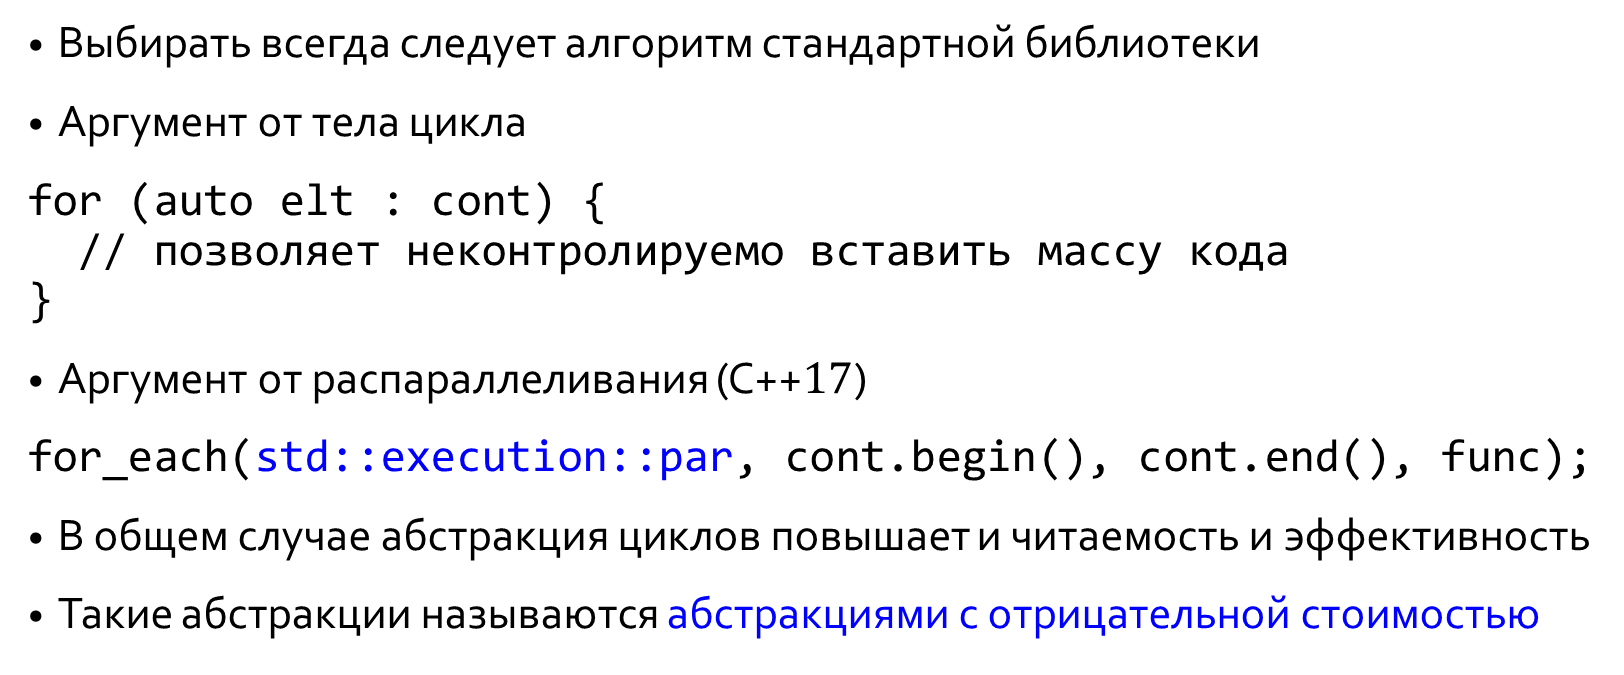 • Выбирать всегда следует алгоритм стандартной библиотеки
• Аргумент от тела цикла
for (auto elt : cont) {
  // позволяет неконтролируемо вставить массу кода
}
• Аргумент от распараллеливания (C++17)
for_each(std::execution::par, cont.begin(), cont.end(), func);
• В общем случае абстракция циклов повышает и читаемость и эффективность
• Такие абстракции называются абстракциями с отрицательной стоимостью